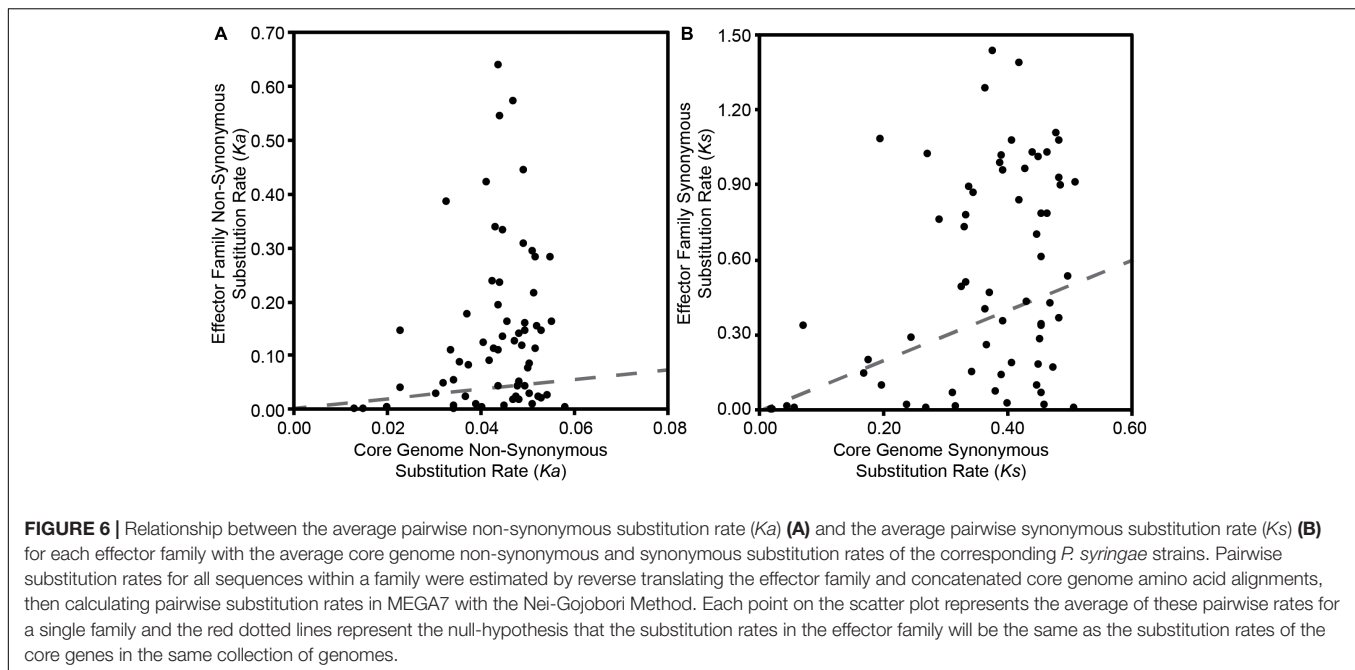 A
0.70
0.60
0.50
0.40
0.30
0.20
0.10
0.00
Effector Family Non-Synonymous
Substitution Rate (Ka)
0.00
0.02
0.04
0.06
0.08
Core Genome Non-Synonymous
Substitution Rate (Ka)
B
1.50
1.20
0.90
0.60
0.30
0.00
Effector Family Synonymous
Substitution Rate (Ks)
0.00
0.20
0.40
0.60
Core Genome Synonymous
Substitution Rate (Ks)
FIGURE 6 | Relationship between the average pairwise non-synonymous substitution rate (Ka) (A) and the average pairwise synonymous substitution rate (Ks) (B)
for each effector family with the average core genome non-synonymous and synonymous substitution rates of the corresponding P. syringae strains. Pairwise
substitution rates for all sequences within a family were estimated by reverse translating the effector family and concatenated core genome amino acid alignments,
then calculating pairwise substitution rates in MEGA7 with the Nei-Gojobori Method. Each point on the scatter plot represents the average of these pairwise rates for
a single family and the red dotted lines represent the null-hypothesis that the substitution rates in the effector family will be the same as the substitution rates of the
core genes in the same collection of genomes.